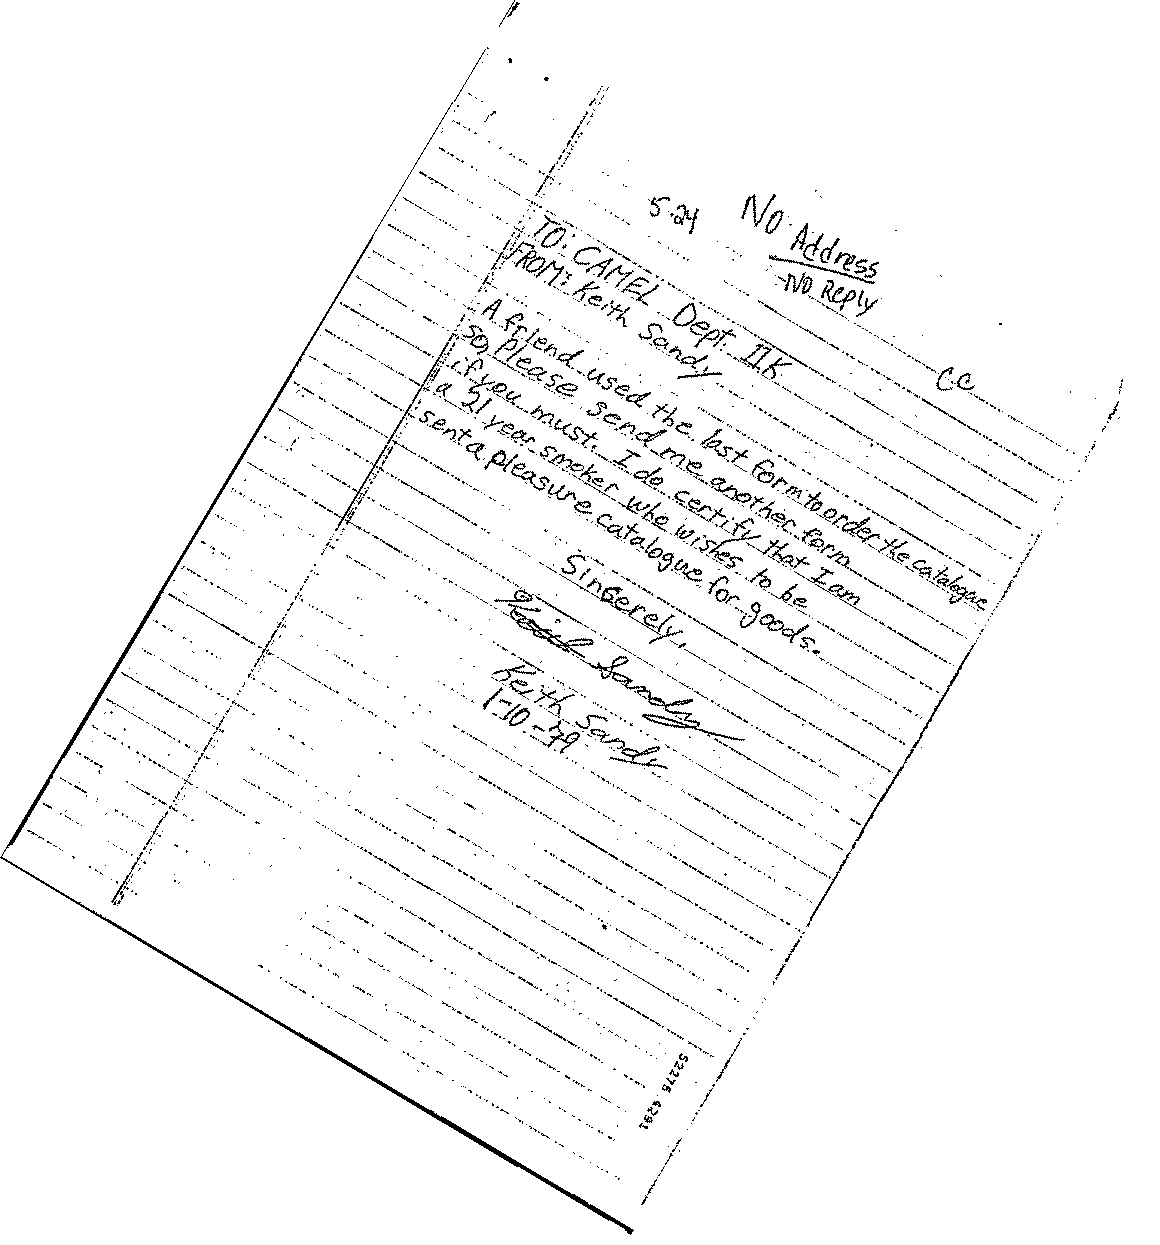 5-24
No
Address
-No Reply
CC
TO: CAMEL Dept. IIK
FROM: Keith Sandy
A friend used the last form to order the catalogue
so, please send me another form
if you must. I do certify that I am
a 21 year smoker who wishes to be
sent a pleasure catalogue for goods.
Sincerely,
Keith Sandy
Keith Sandy
1-10-79
52276 4291